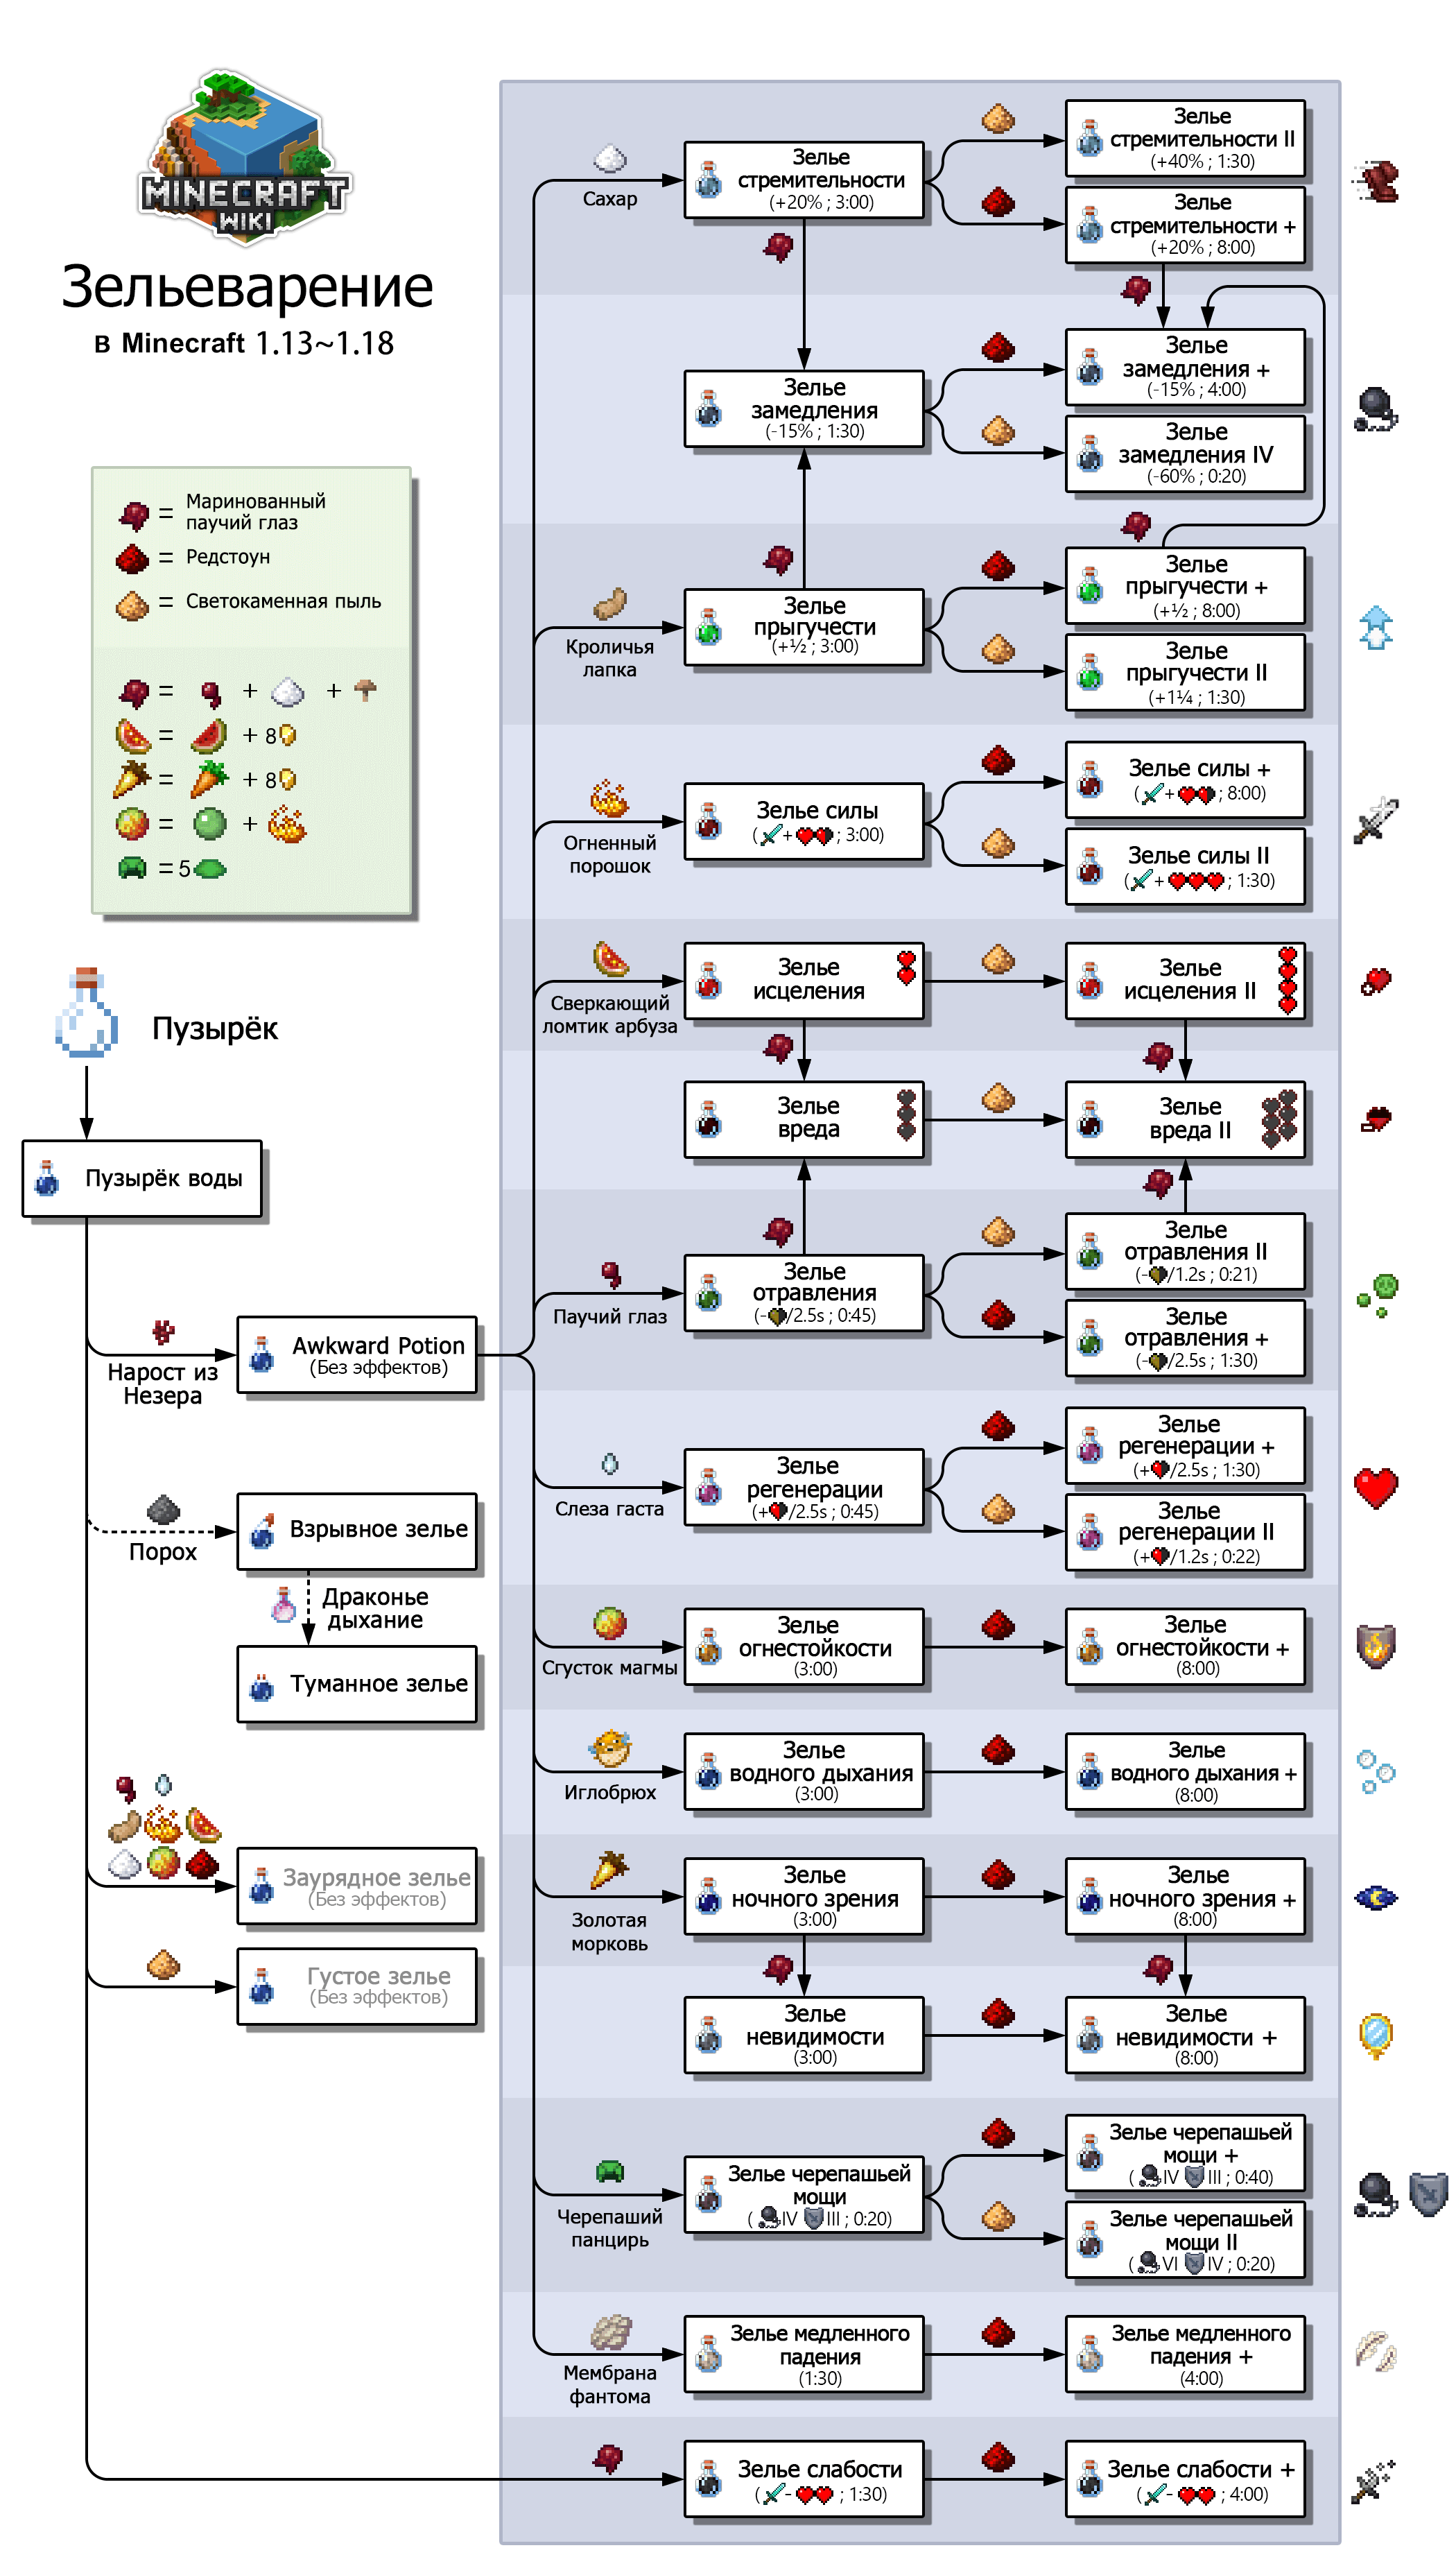 MINECRAFT
WIKI
Зельеварение
в Minecraft 1.13~1.18
= Маринованный
паучий глаз
= Редстоун
= Светокаменная пыль
= + +
= + 8
= + 8
= +
= 5
Пузырёк
Пузырёк воды
Нарост из
Незера
Awkward Potion
(Без эффектов)
Порох
Взрывное зелье
Драконье
дыхание
Туманное зелье
Заурядное зелье
(Без эффектов)
Густое зелье
(Без эффектов)
Сахар
Зелье
стремительности
(+20% ; 3:00)
Зелье
стремительности II
(+40% ; 1:30)
Зелье
стремительности +
(+20% ; 8:00)
Зелье
замедления
(-15% ; 1:30)
Зелье
замедления +
(-15% ; 4:00)
Зелье
замедления IV
(-60% ; 0:20)
Кроличья
лапка
Зелье
прыгучести
(+½ ; 3:00)
Зелье
прыгучести +
(+½ ; 8:00)
Зелье
прыгучести II
(+1¼ ; 1:30)
Огненный
порошок
Зелье силы
( + ; 3:00)
Зелье силы +
( + ; 8:00)
Зелье силы II
( + ; 1:30)
Сверкающий
ломтик арбуза
Зелье
исцеления
Зелье
исцеления II
Зелье
вреда
Зелье
вреда II
Паучий глаз
Зелье
отравления
(- /2.5s ; 0:45)
Зелье
отравления II
(- /1.2s ; 0:21)
Зелье
отравления +
(- /2.5s ; 1:30)
Слеза гаста
Зелье
регенерации
(+ /2.5s ; 0:45)
Зелье
регенерации +
(+ /2.5s ; 1:30)
Зелье
регенерации II
(+ /1.2s ; 0:22)
Сгусток магмы
Зелье
огнестойкости
(3:00)
Зелье
огнестойкости +
(8:00)
Иглобрюх
Зелье
водного дыхания
(3:00)
Зелье
водного дыхания +
(8:00)
Золотая
морковь
Зелье
ночного зрения
(3:00)
Зелье
ночного зрения +
(8:00)
Зелье
невидимости
(3:00)
Зелье
невидимости +
(8:00)
Черепаший
панцирь
Зелье черепашьей
мощи
( IV III ; 0:20)
Зелье черепашьей
мощи +
( IV III ; 0:40)
Зелье черепашьей
мощи II
( VI IV ; 0:20)
Мембрана
фантома
Зелье медленного
падения
(1:30)
Зелье медленного
падения +
(4:00)
Зелье слабости
( - ; 1:30)
Зелье слабости +
( - ; 4:00)